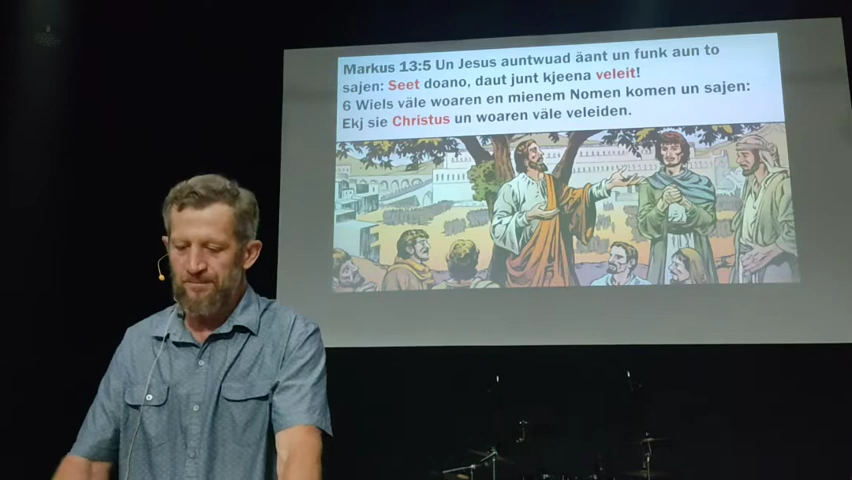 Markus 13:5 Un Jesus auntwuad äant un funk aun to
sajen: Seet doano, daut junt kjeena veleit!
6 Wiels väle woaren en mienem Nomen komen un sajen:
Ekj sie Christus un woaren väle veleiden.